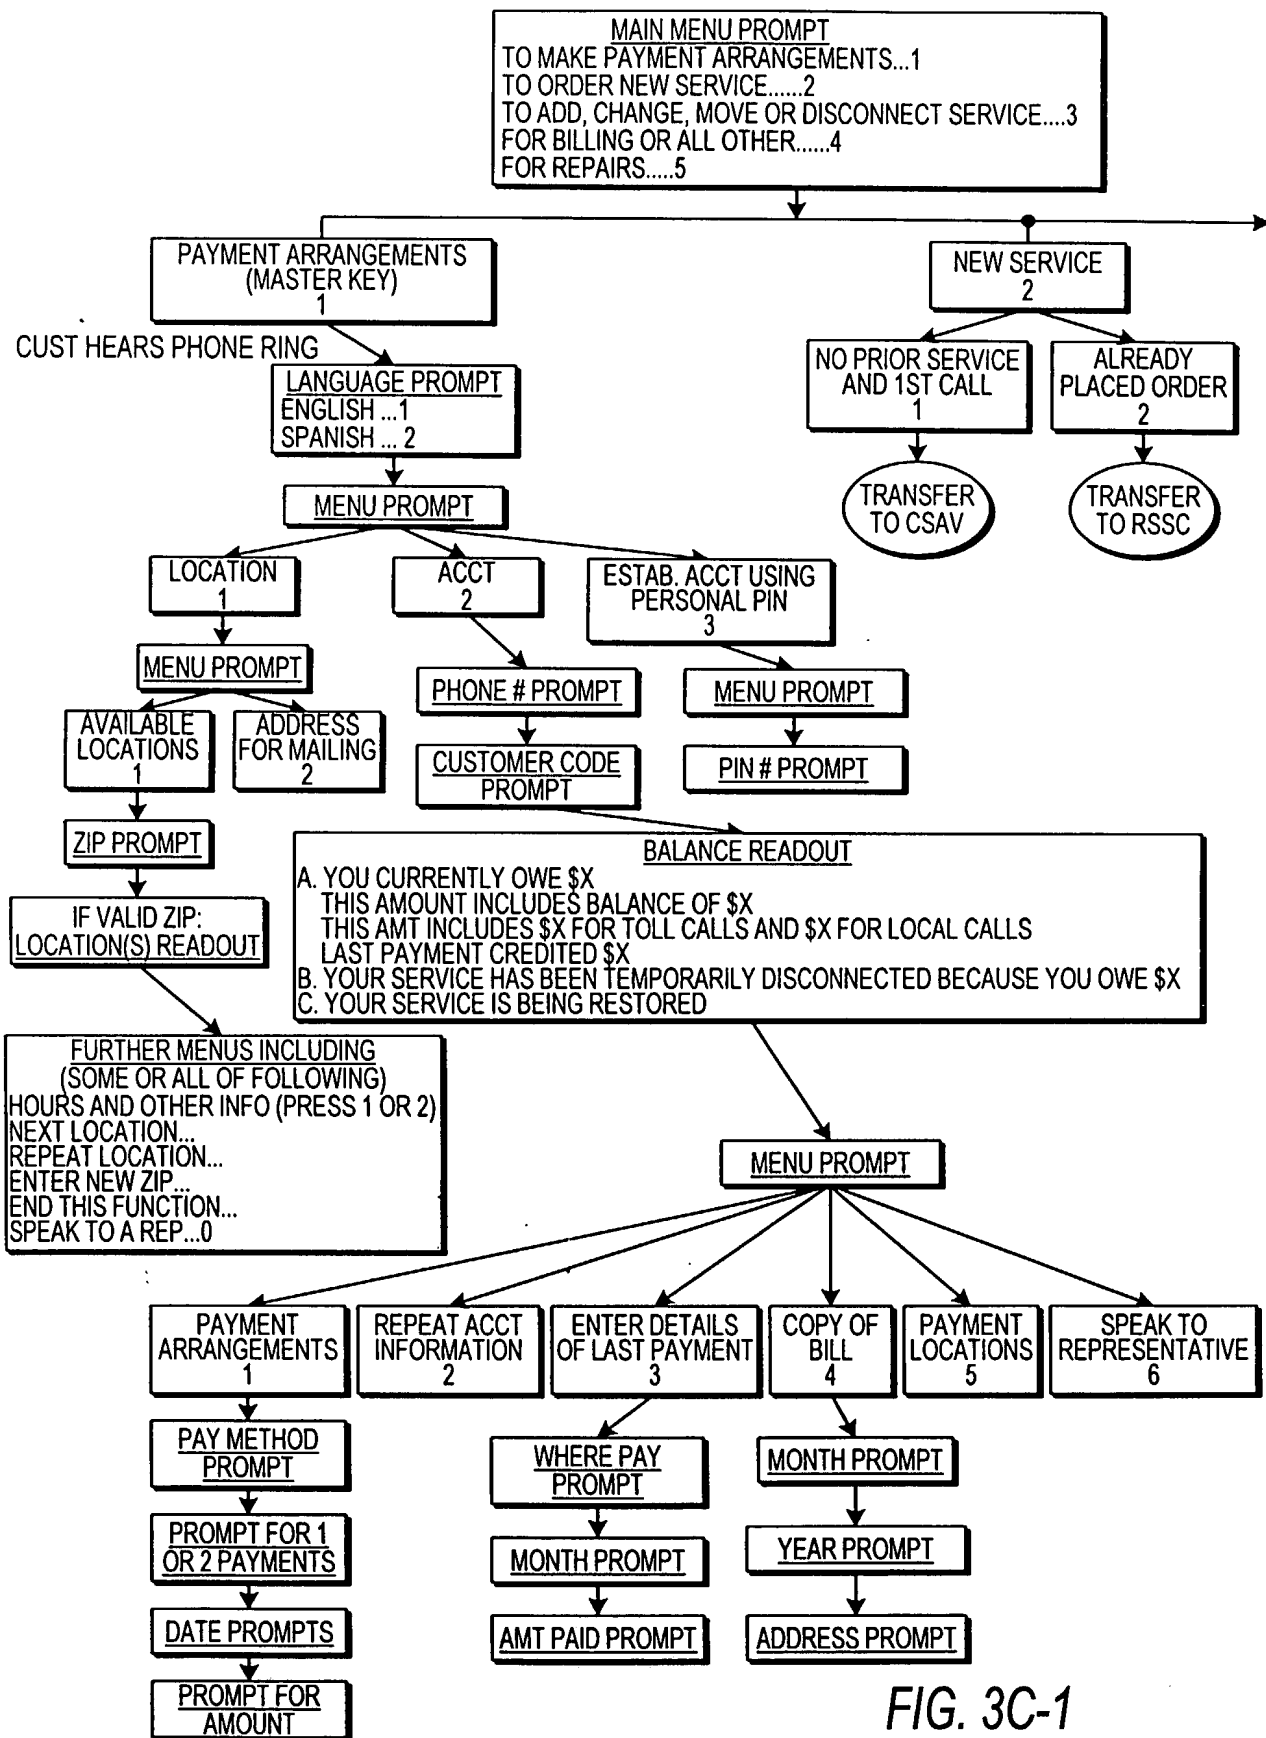 MAIN MENU PROMPT
TO MAKE PAYMENT ARRANGEMENTS...1
TO ORDER NEW SERVICE......2
TO ADD, CHANGE, MOVE OR DISCONNECT SERVICE....3
FOR BILLING OR ALL OTHER......4
FOR REPAIRS.....5
PAYMENT ARRANGEMENTS
(MASTER KEY)
1
NEW SERVICE
2
CUST HEARS PHONE RING
LANGUAGE PROMPT
ENGLISH ...1
SPANISH ... 2
NO PRIOR SERVICE
AND 1ST CALL
1
ALREADY
PLACED ORDER
2
MENU PROMPT
TRANSFER
TO CSAV
TRANSFER
TO RSSC
LOCATION
1
ACCT
2
ESTAB. ACCT USING
PERSONAL PIN
3
MENU PROMPT
PHONE # PROMPT
MENU PROMPT
AVAILABLE
LOCATIONS
1
ADDRESS
FOR MAILING
2
CUSTOMER CODE
PROMPT
PIN # PROMPT
ZIP PROMPT
IF VALID ZIP:
LOCATION(S) READOUT
BALANCE READOUT
A. YOU CURRENTLY OWE $X
THIS AMOUNT INCLUDES BALANCE OF $X
THIS AMT INCLUDES $X FOR TOLL CALLS AND $X FOR LOCAL CALLS
LAST PAYMENT CREDITED $X
B. YOUR SERVICE HAS BEEN TEMPORARILY DISCONNECTED BECAUSE YOU OWE $X
C. YOUR SERVICE IS BEING RESTORED
FURTHER MENUS INCLUDING
(SOME OR ALL OF FOLLOWING)
HOURS AND OTHER INFO (PRESS 1 OR 2)
NEXT LOCATION...
REPEAT LOCATION...
ENTER NEW ZIP...
END THIS FUNCTION...
SPEAK TO A REP...0
MENU PROMPT
PAYMENT
ARRANGEMENTS
1
REPEAT ACCT
INFORMATION
2
ENTER DETAILS
OF LAST PAYMENT
3
COPY OF
BILL
4
PAYMENT
LOCATIONS
5
SPEAK TO
REPRESENTATIVE
6
PAY METHOD
PROMPT
PROMPT FOR 1
OR 2 PAYMENTS
DATE PROMPTS
PROMPT FOR
AMOUNT
WHERE PAY
PROMPT
MONTH PROMPT
AMT PAID PROMPT
MONTH PROMPT
YEAR PROMPT
ADDRESS PROMPT
FIG. 3C-1